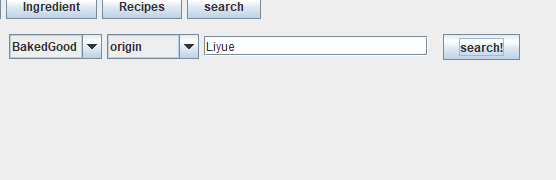 Ingredient Recipes search
BakedGood origin Liyue search!